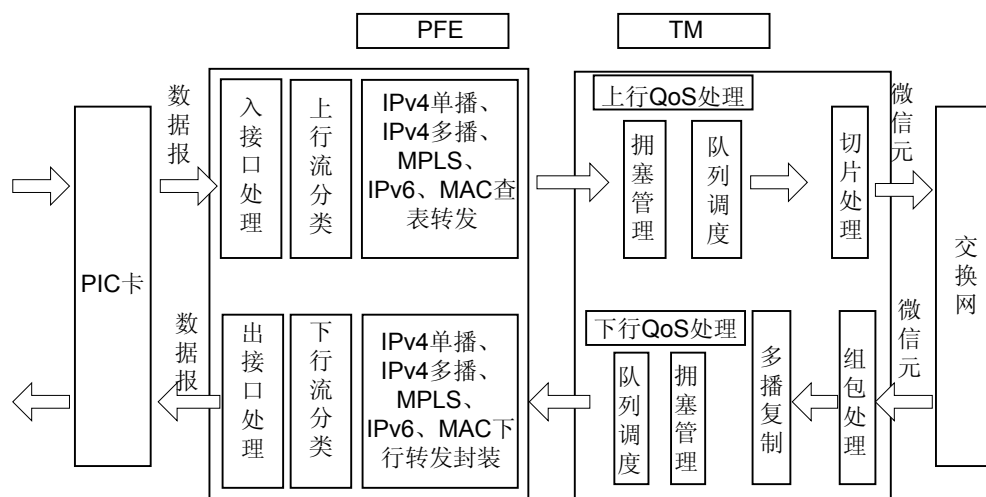 PFE
TM
PIC卡
数据报
入接口处理
上行流分类
IPv4单播、
IPv4多播、
MPLS、
IPv6、MAC查
表转发
上行QoS处理
拥塞管理
队列调度
切片处理
微信元
交换网
数据报
出接口处理
下行流分类
IPv4单播、
IPv4多播、
MPLS、
IPv6、MAC下
行转发封装
下行QoS处理
队列调度
拥塞管理
多播复制
组包处理
微信元